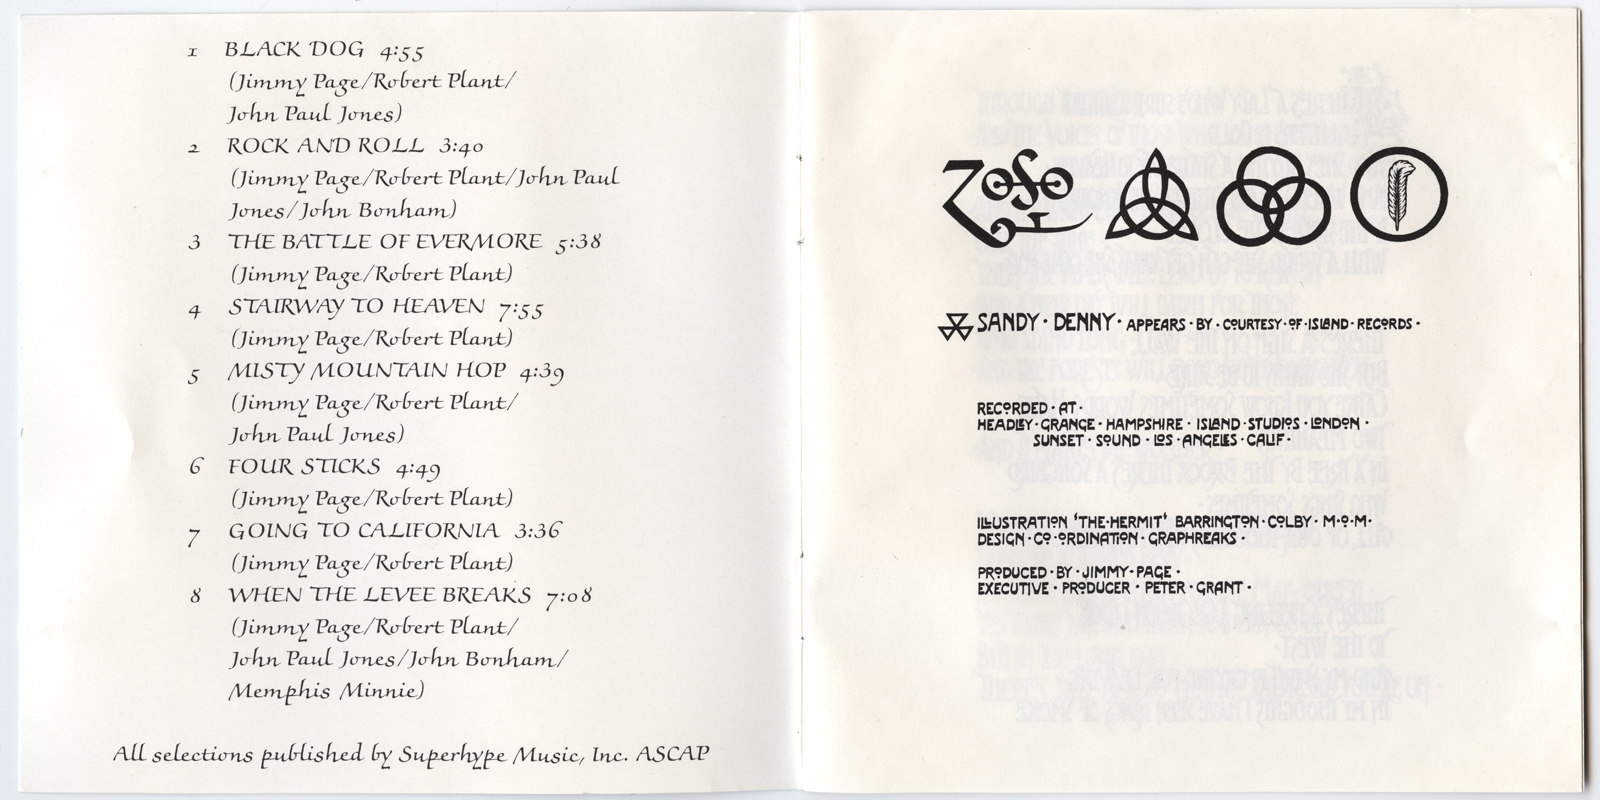 1 BLACK DOG 4:55
(Jimmy Page/Robert Plant/
John Paul Jones)
2 ROCK AND ROLL 3:40
(Jimmy Page/Robert Plant/John Paul
Jones/John Bonham)
3 THE BATTLE OF EVERMORE 5:38
(Jimmy Page/Robert Plant)
4 STAIRWAY TO HEAVEN 7:55
(Jimmy Page/Robert Plant)
5 MISTY MOUNTAIN HOP 4:39
(Jimmy Page/Robert Plant/
John Paul Jones)
6 FOUR STICKS 4:49
(Jimmy Page/Robert Plant)
7 GOING TO CALIFORNIA 3:36
(Jimmy Page/Robert Plant)
8 WHEN THE LEVEE BREAKS 7:08
(Jimmy Page/Robert Plant/
John Paul Jones/John Bonham/
Memphis Minnie)
All selections published by Superhype Music, Inc. ASCAP
ZoSo
SANDY · DENNY · APPEARS · BY · COURTESY · OF · ISLAND · RECORDS ·
RECORDED · AT ·
HEADLEY · GRANGE · HAMPSHIRE · ISLAND · STUDIOS · LONDON ·
SUNSET · SOUND · LOS · ANGELES · CALIF ·
ILLUSTRATION 'THE · HERMIT' BARRINGTON · COLBY · M·O·M·
DESIGN · CO · ORDINATION · GRAPHREAKS ·
PRODUCED · BY · JIMMY · PAGE ·
EXECUTIVE · PRODUCER · PETER · GRANT ·